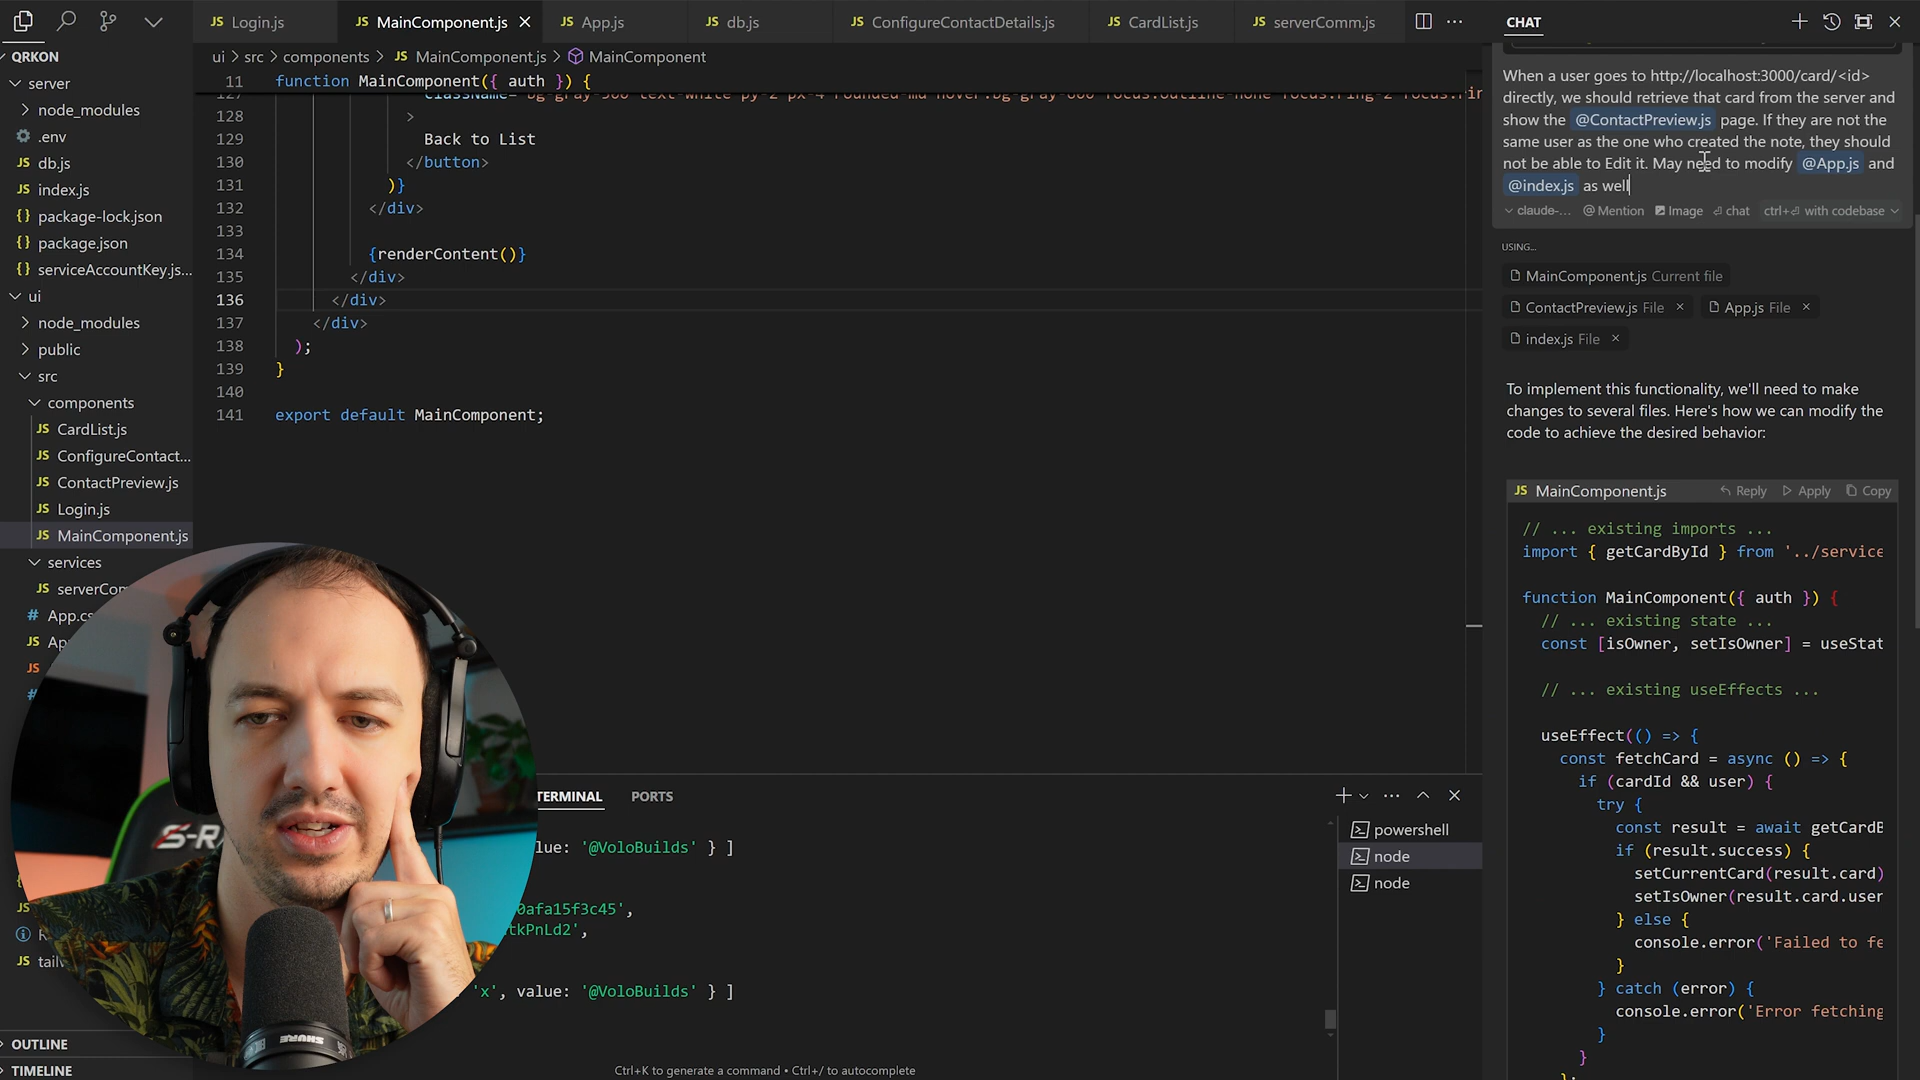 Login.js
MainComponent.js
App.js
db.js
ConfigureContactDetails.js
CardList.js
serverComm.js
CHAT
QRKON
server
node_modules
.env
db.js
index.js
package-lock.json
package.json
serviceAccountKey.js...
ui
node_modules
public
src
components
CardList.js
ConfigureContact...
ContactPreview.js
Login.js
MainComponent.js
services
serverCom
App.cs
Ap
OUTLINE
TIMELINE
ui > src > components > JS MainComponent.js > MainComponent
11 function MainComponent({ auth }) {
128 >
129 Back to List
130 </button>
131 )}
132 </div>
133
134 {renderContent()}
135 </div>
136 </div>
137 </div>
138 );
139 }
140
141 export default MainComponent;
S-RA
SHURE
TERMINAL PORTS
lue: '@VoloBuilds' } ]
0afa15f3c45',
tkPnLd2',
'x', value: '@VoloBuilds' } ]
powershell
node
node
Ctrl+K to generate a command • Ctrl+/ to autocomplete
When a user goes to http://localhost:3000/card/<id>
directly, we should retrieve that card from the server and
show the @ContactPreview.js page. If they are not the
same user as the one who created the note, they should
not be able to Edit it. May need to modify @App.js and
@index.js as well
claude-... @ Mention Image chat ctrl+⏎ with codebase
USING...
MainComponent.js Current file
ContactPreview.js File × App.js File ×
index.js File ×
To implement this functionality, we'll need to make
changes to several files. Here's how we can modify the
code to achieve the desired behavior:
JS MainComponent.js Reply Apply Copy
// ... existing imports ...
import { getCardById } from '../service
function MainComponent({ auth }) {
// ... existing state ...
const [isOwner, setIsOwner] = useStat
// ... existing useEffects ...
useEffect(() => {
const fetchCard = async () => {
if (cardId && user) {
try {
const result = await getCardB
if (result.success) {
setCurrentCard(result.card)
setIsOwner(result.card.user
} else {
console.error('Failed to fe
}
} catch (error) {
console.error('Error fetching
}
}